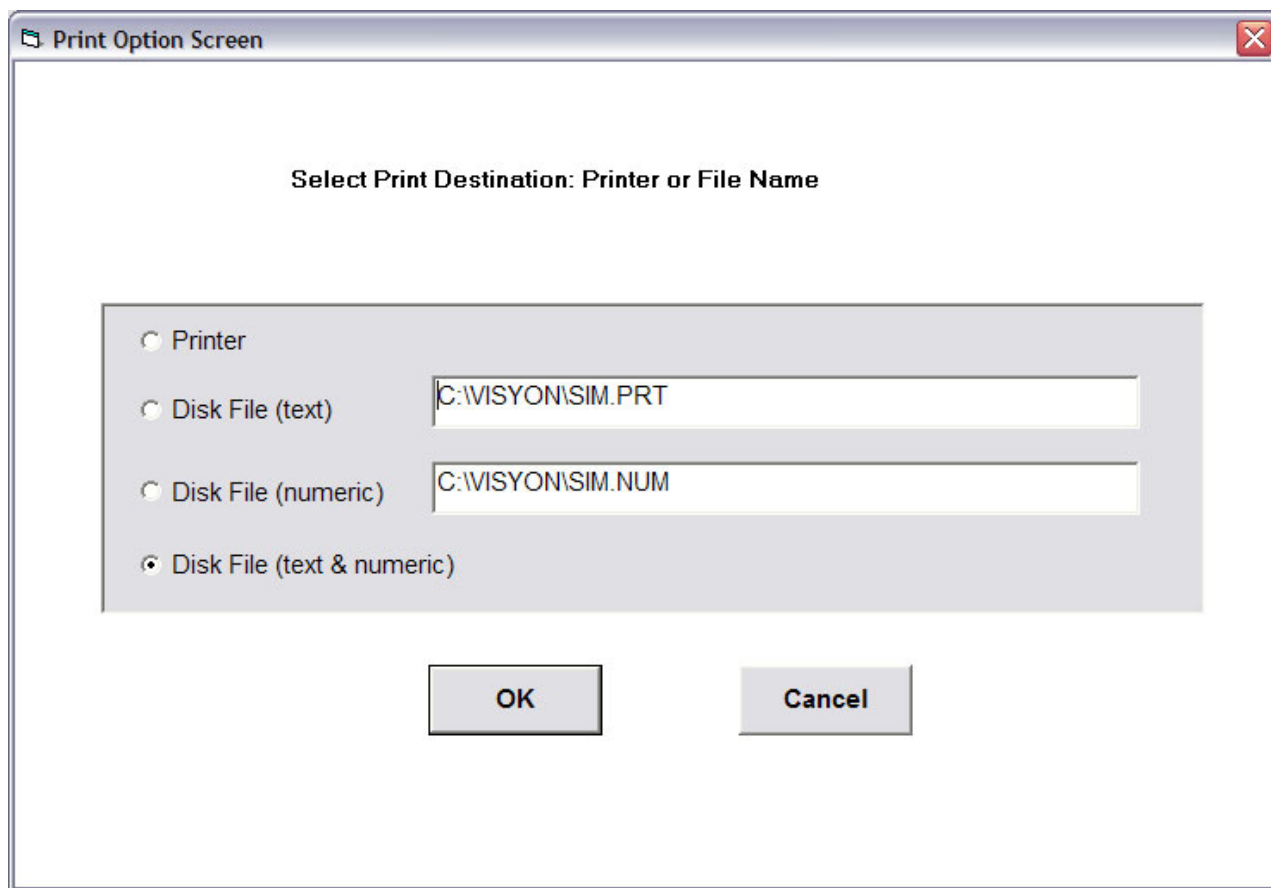 Print Option Screen
Select Print Destination: Printer or File Name
Printer
Disk File (text)
C:\VISYON\SIM.PRT
Disk File (numeric)
C:\VISYON\SIM.NUM
Disk File (text & numeric)
OK
Cancel